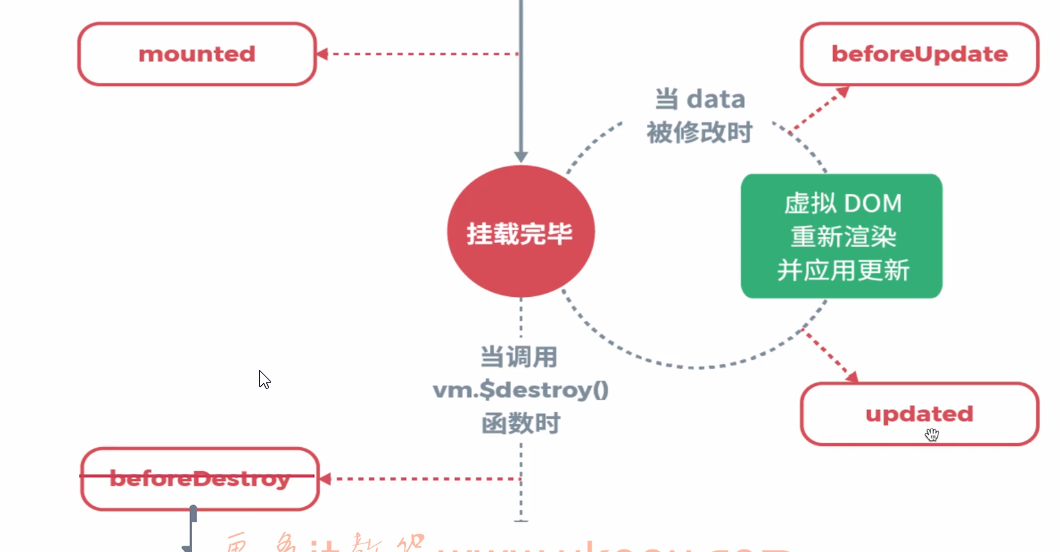 mounted
beforeUpdate
当 data
被修改时
虚拟 DOM
重新渲染
并应用更新
挂载完毕
当调用
vm.$destroy()
函数时
updated
beforeDestroy